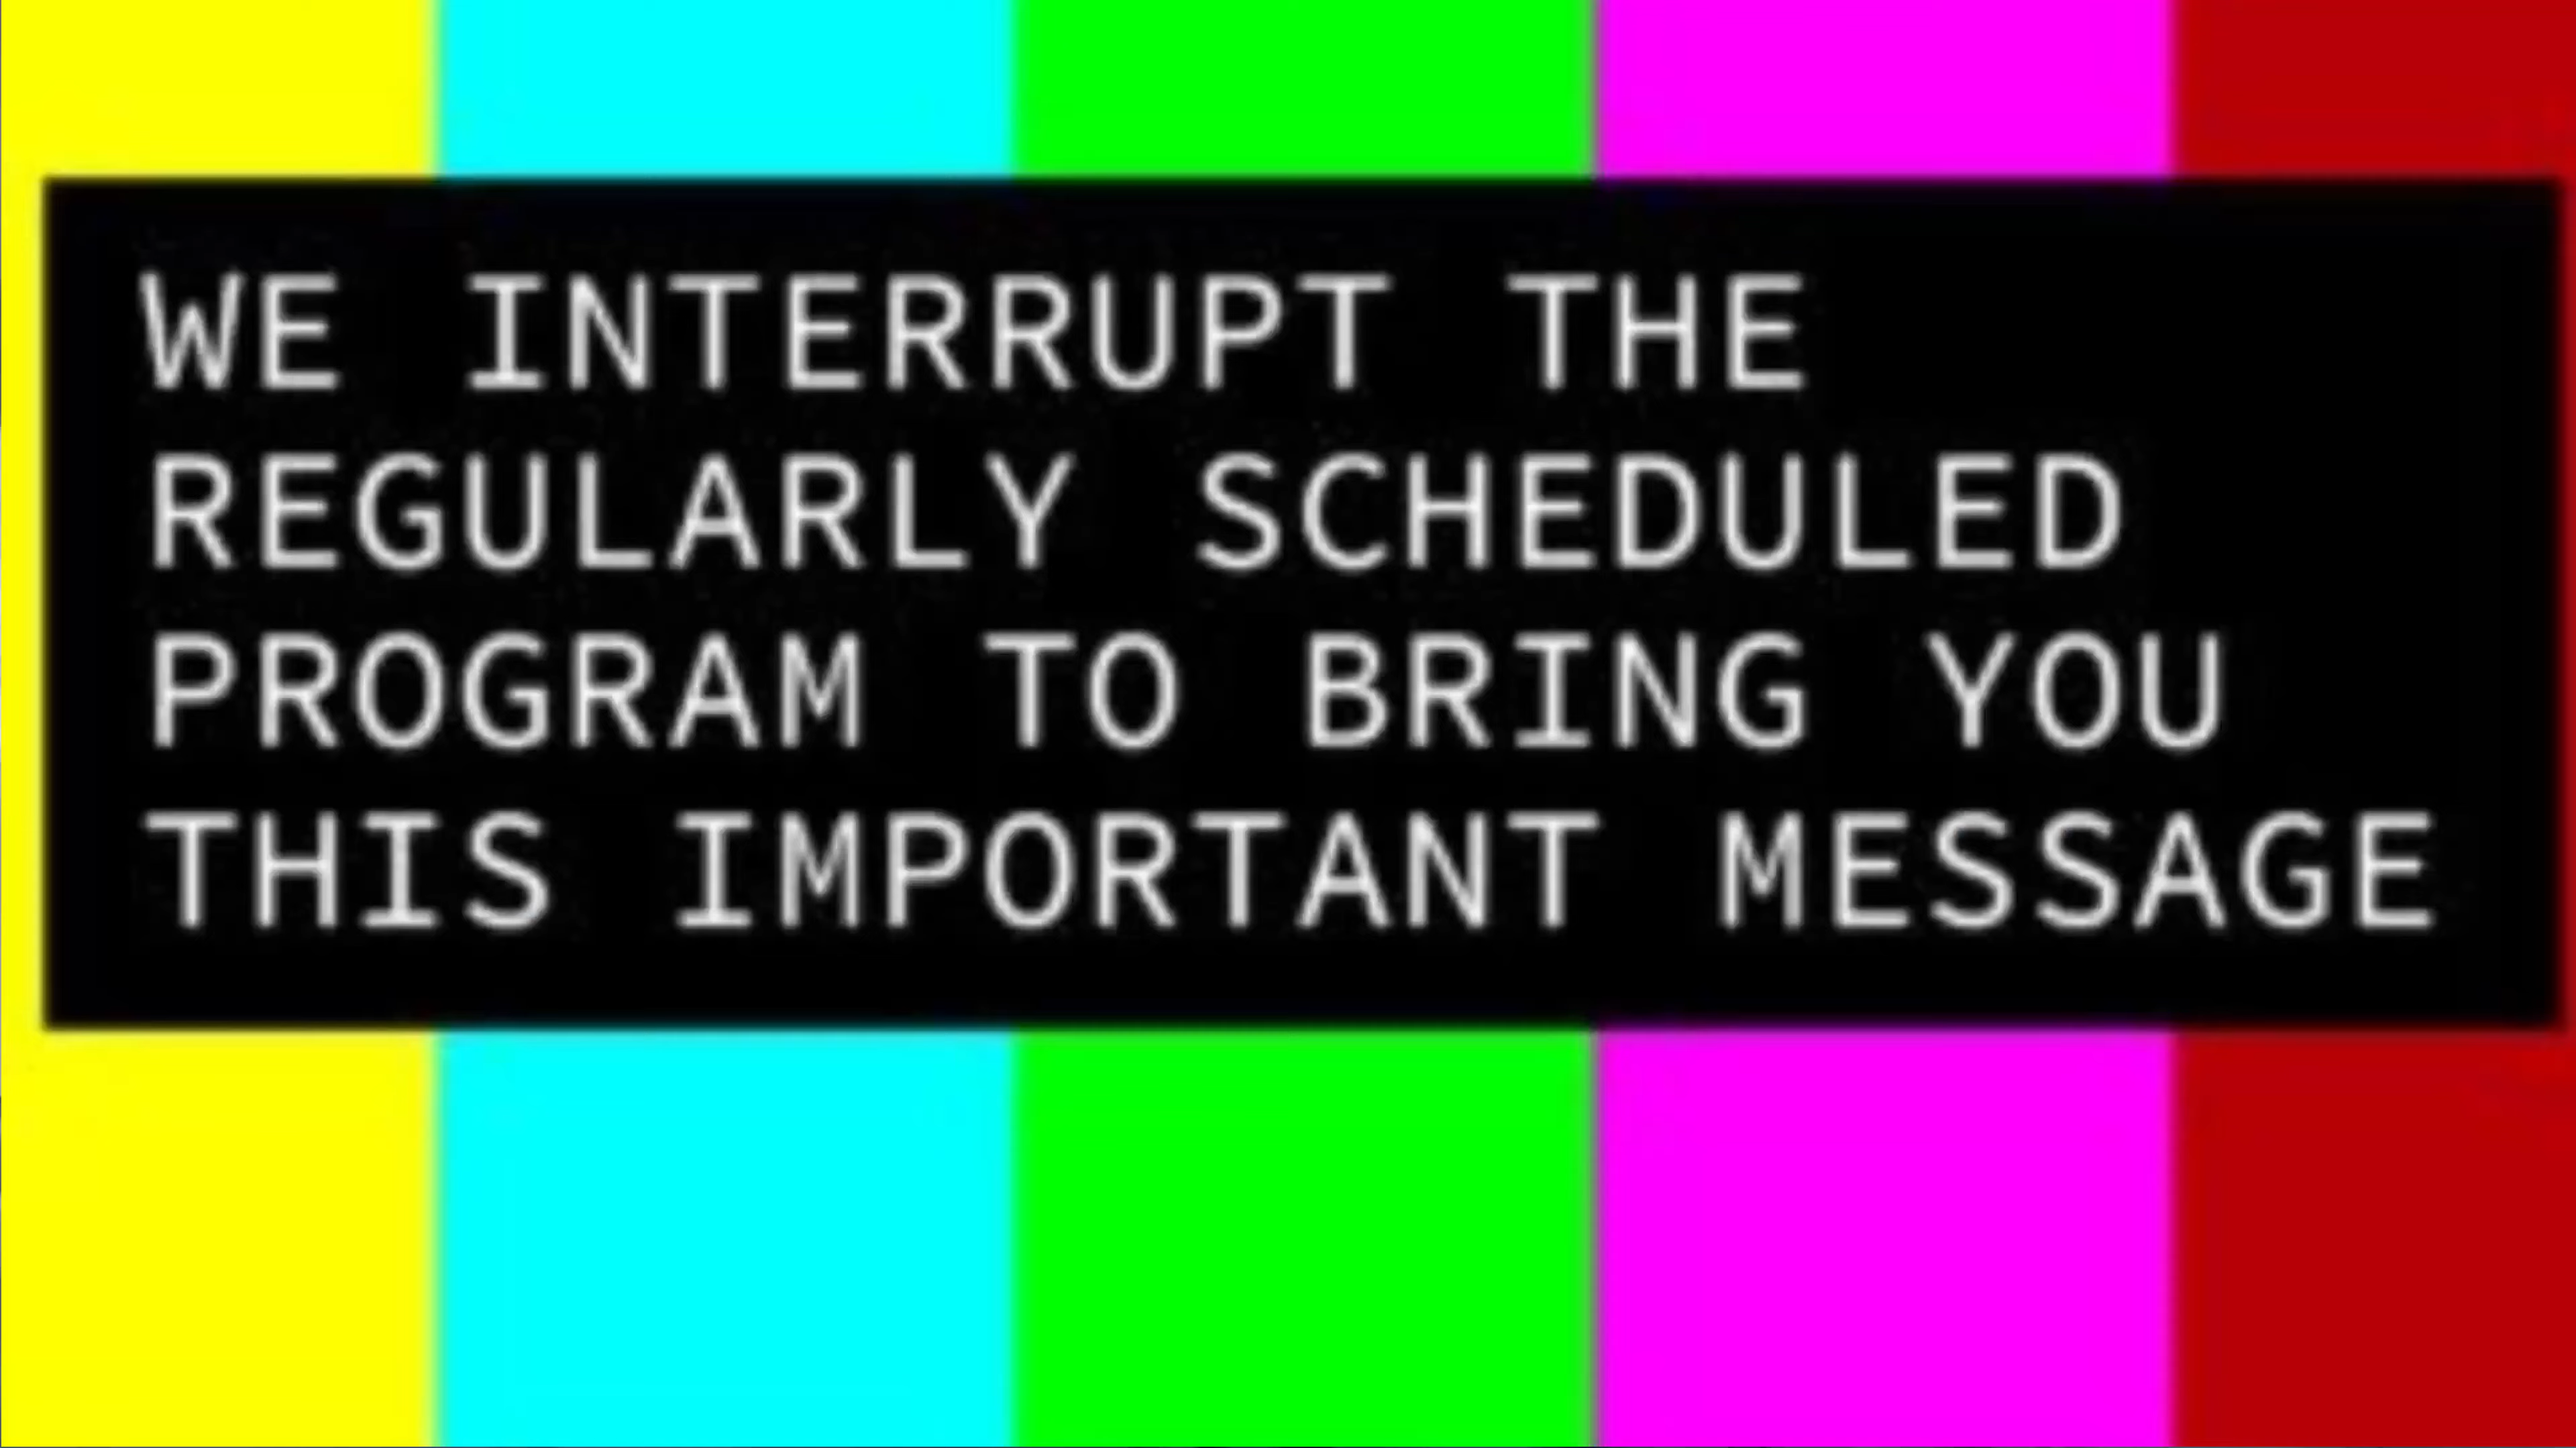 WE INTERRUPT THE
REGULARLY SCHEDULED
PROGRAM TO BRING YOU
THIS IMPORTANT MESSAGE